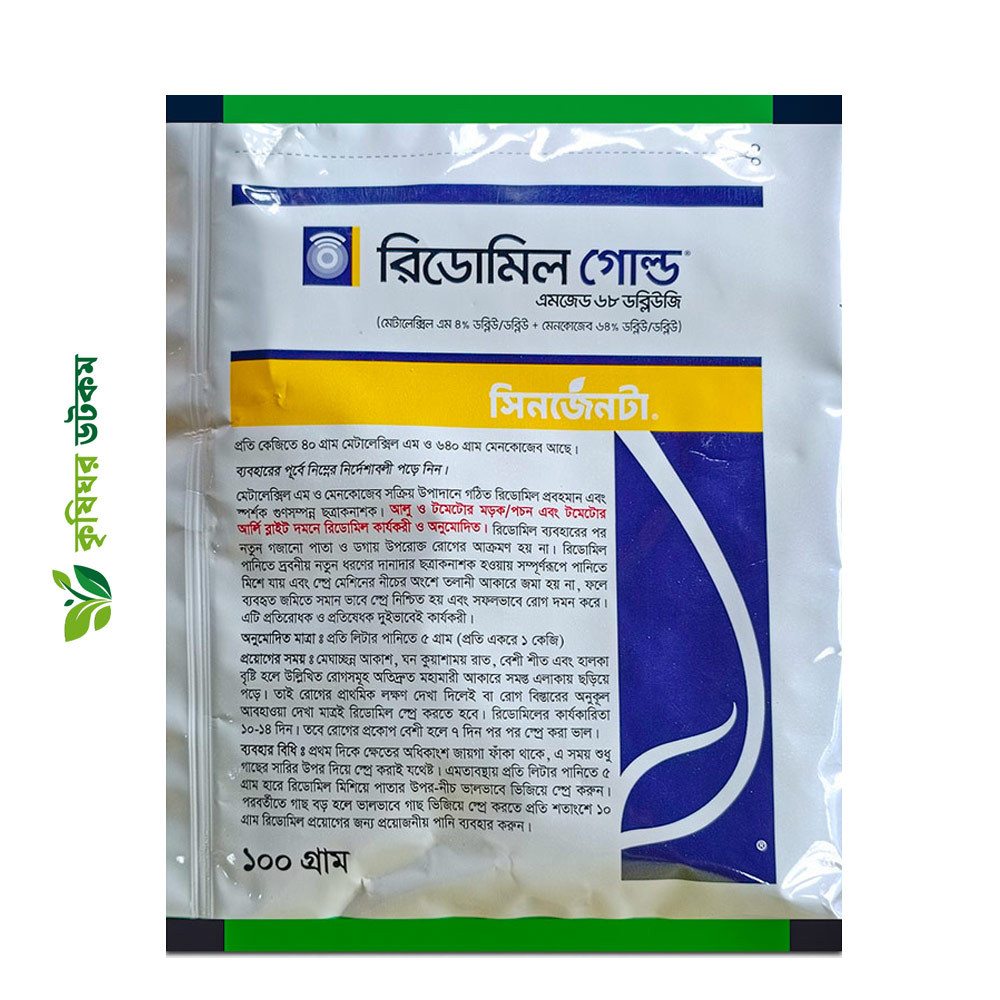 রিডোমিল গোল্ড®
এমজেড ৬৮ ডব্লিউজি
(মেটালেক্সিল এম ৪% ডব্লিউ/ডব্লিউ + মেনকোজেব ৬৪% ডব্লিউ/ডব্লিউ)
সিনজেনটা.
প্রতি কেজিতে ৪০ গ্রাম মেটালেক্সিল এম ও ৬৪০ গ্রাম মেনকোজেব আছে।
ব্যবহারের পূর্বে নিম্নের নির্দেশাবলী পড়ে নিন।
মেটালেক্সিল এম ও মেনকোজেব সক্রিয় উপাদানে গঠিত রিডোমিল প্রবহমান এবং
স্পর্শক গুণসম্পন্ন ছত্রাকনাশক। আলু ও টমেটোর মড়ক/পচন এবং টমেটোর
আর্লি ব্লাইট দমনে রিডোমিল কার্যকরী ও অনুমোদিত। রিডোমিল ব্যবহারের পর
নতুন গজানো পাতা ও ডগায় উপরোক্ত রোগের আক্রমণ হয় না। রিডোমিল
পানিতে দ্রবনীয় নতুন ধরণের দানাদার ছত্রাকনাশক হওয়ায় সম্পূর্ণরূপে পানিতে
মিশে যায় এবং স্প্রে মেশিনের নীচের অংশে তলানী আকারে জমা হয় না, ফলে
ব্যবহৃত জমিতে সমান ভাবে স্প্রে নিশ্চিত হয় এবং সফলভাবে রোগ দমন করে।
এটি প্রতিরোধক ও প্রতিষেধক দুইভাবেই কার্যকরী।
অনুমোদিত মাত্রা ঃ প্রতি লিটার পানিতে ৫ গ্রাম (প্রতি একরে ১ কেজি)
প্রয়োগের সময় ঃ মেঘাচ্ছন্ন আকাশ, ঘন কুয়াশাময় রাত, বেশী শীত এবং হালকা
বৃষ্টি হলে উল্লিখিত রোগসমূহ অতিদ্রুত মহামারী আকারে সমস্ত এলাকায় ছড়িয়ে
পড়ে। তাই রোগের প্রাথমিক লক্ষণ দেখা দিলেই বা রোগ বিস্তারের অনুকূল
আবহাওয়া দেখা মাত্রই রিডোমিল স্প্রে করতে হবে। রিডোমিলের কার্যকারিতা
১০-১৪ দিন। তবে রোগের প্রকোপ বেশী হলে ৭ দিন পর পর স্প্রে করা ভাল।
ব্যবহার বিধি ঃ প্রথম দিকে ক্ষেতের অধিকাংশ জায়গা ফাঁকা থাকে, এ সময় শুধু
গাছের সারির উপর দিয়ে স্প্রে করাই যথেষ্ট। এমতাবস্থায় প্রতি লিটার পানিতে ৫
গ্রাম হারে রিডোমিল মিশিয়ে পাতার উপর-নীচ ভালভাবে ভিজিয়ে স্প্রে করুন।
পরবর্তীতে গাছ বড় হলে ভালভাবে গাছ ভিজিয়ে স্প্রে করতে প্রতি শতাংশে ১০
গ্রাম রিডোমিল প্রয়োগের জন্য প্রয়োজনীয় পানি ব্যবহার করুন।
১০০ গ্রাম
®
কৃষিঘর ডটকম